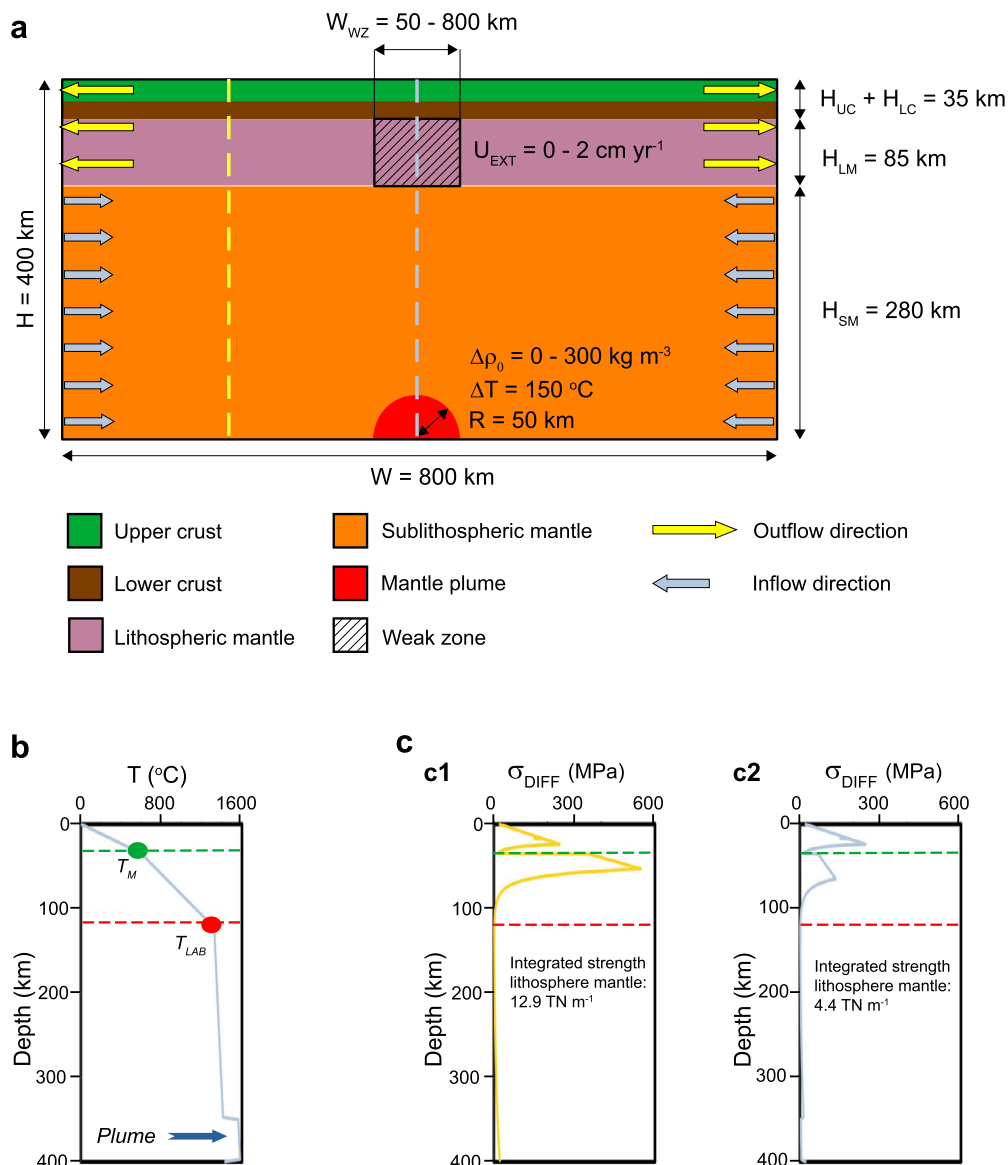 a
W_WZ = 50 - 800 km
H_UC + H_LC = 35 km
U_EXT = 0 - 2 cm yr⁻¹
H_LM = 85 km
H = 400 km
H_SM = 280 km
Δρ₀ = 0 - 300 kg m⁻³
ΔT = 150 °C
R = 50 km
W = 800 km
Upper crust
Sublithospheric mantle
Outflow direction
Lower crust
Mantle plume
Inflow direction
Lithospheric mantle
Weak zone
b
T (°C)
0 800 1600
0
100
200
300
400
Depth (km)
T_M
T_LAB
Plume
c
c1
σ_DIFF (MPa)
0 300 600
0
100
200
300
400
Depth (km)
Integrated strength
lithosphere mantle:
12.9 TN m⁻¹
c2
σ_DIFF (MPa)
0 300 600
0
100
200
300
400
Depth (km)
Integrated strength
lithosphere mantle:
4.4 TN m⁻¹